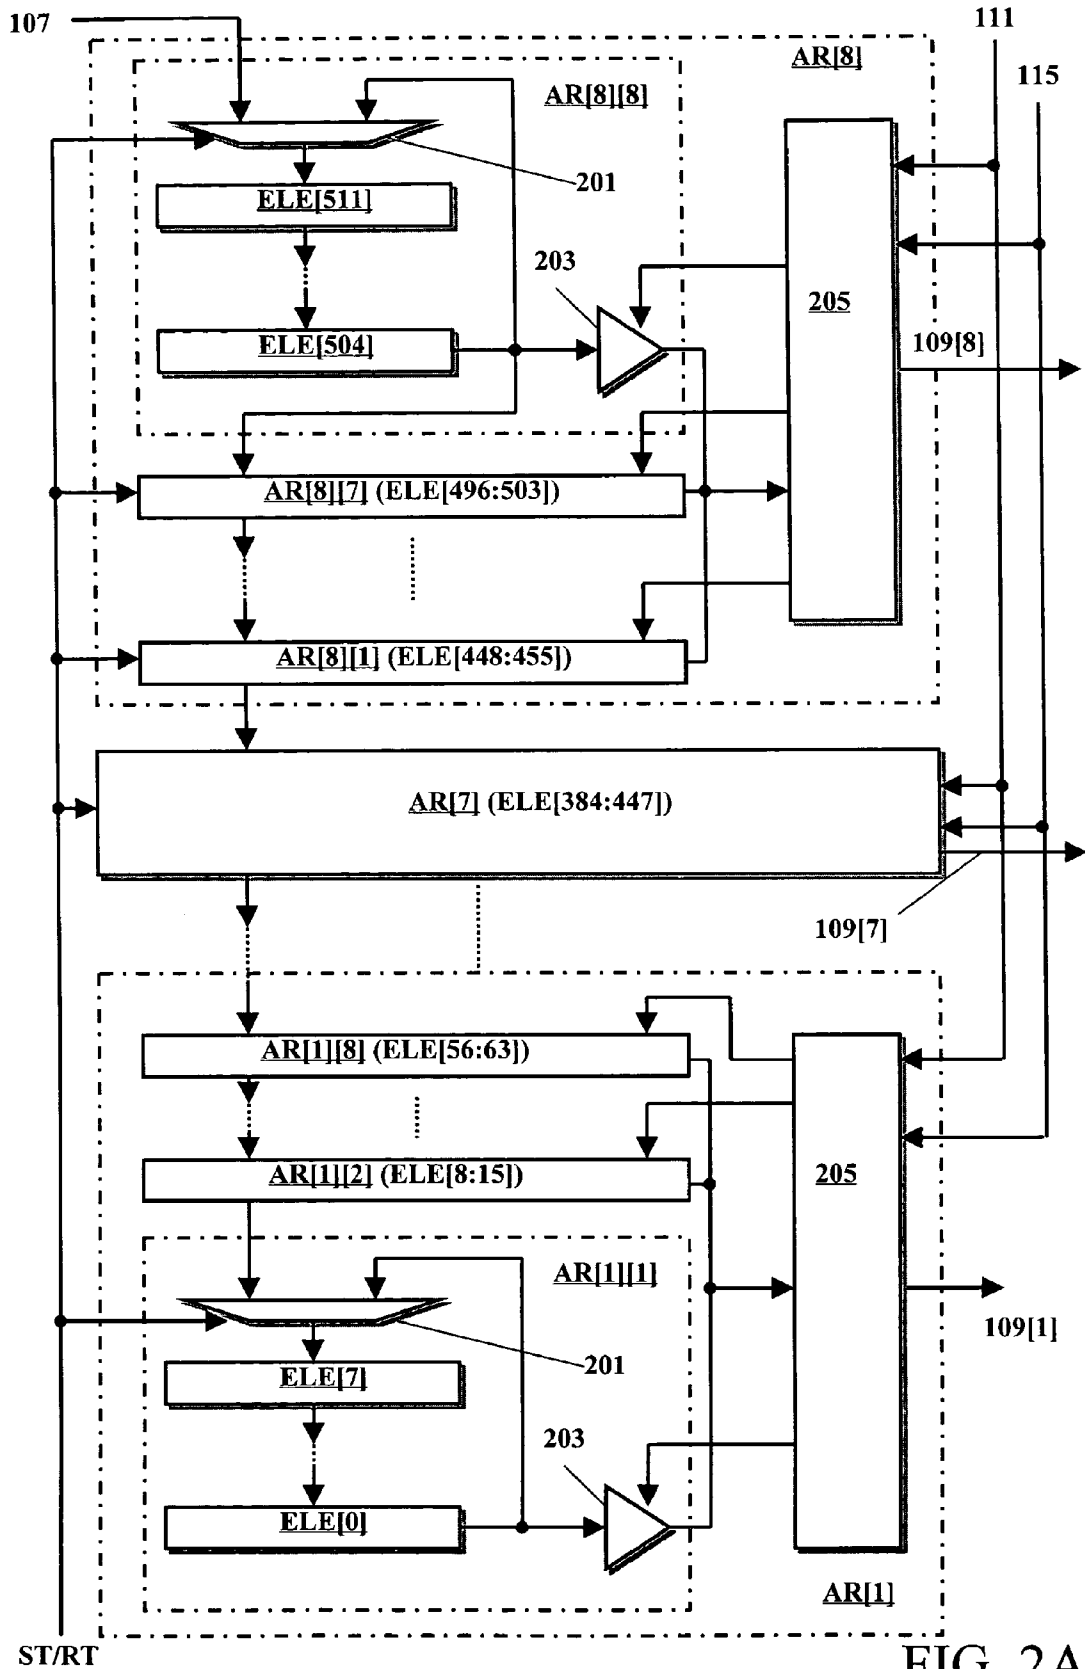 107
111
AR[8]
115
AR[8][8]
201
ELE[511]
203
205
ELE[504]
109[8]
AR[8][7] (ELE[496:503])
AR[8][1] (ELE[448:455])
AR[7] (ELE[384:447])
109[7]
AR[1][8] (ELE[56:63])
AR[1][2] (ELE[8:15])
205
AR[1][1]
109[1]
201
ELE[7]
203
ELE[0]
AR[1]
ST/RT
FIG. 2A